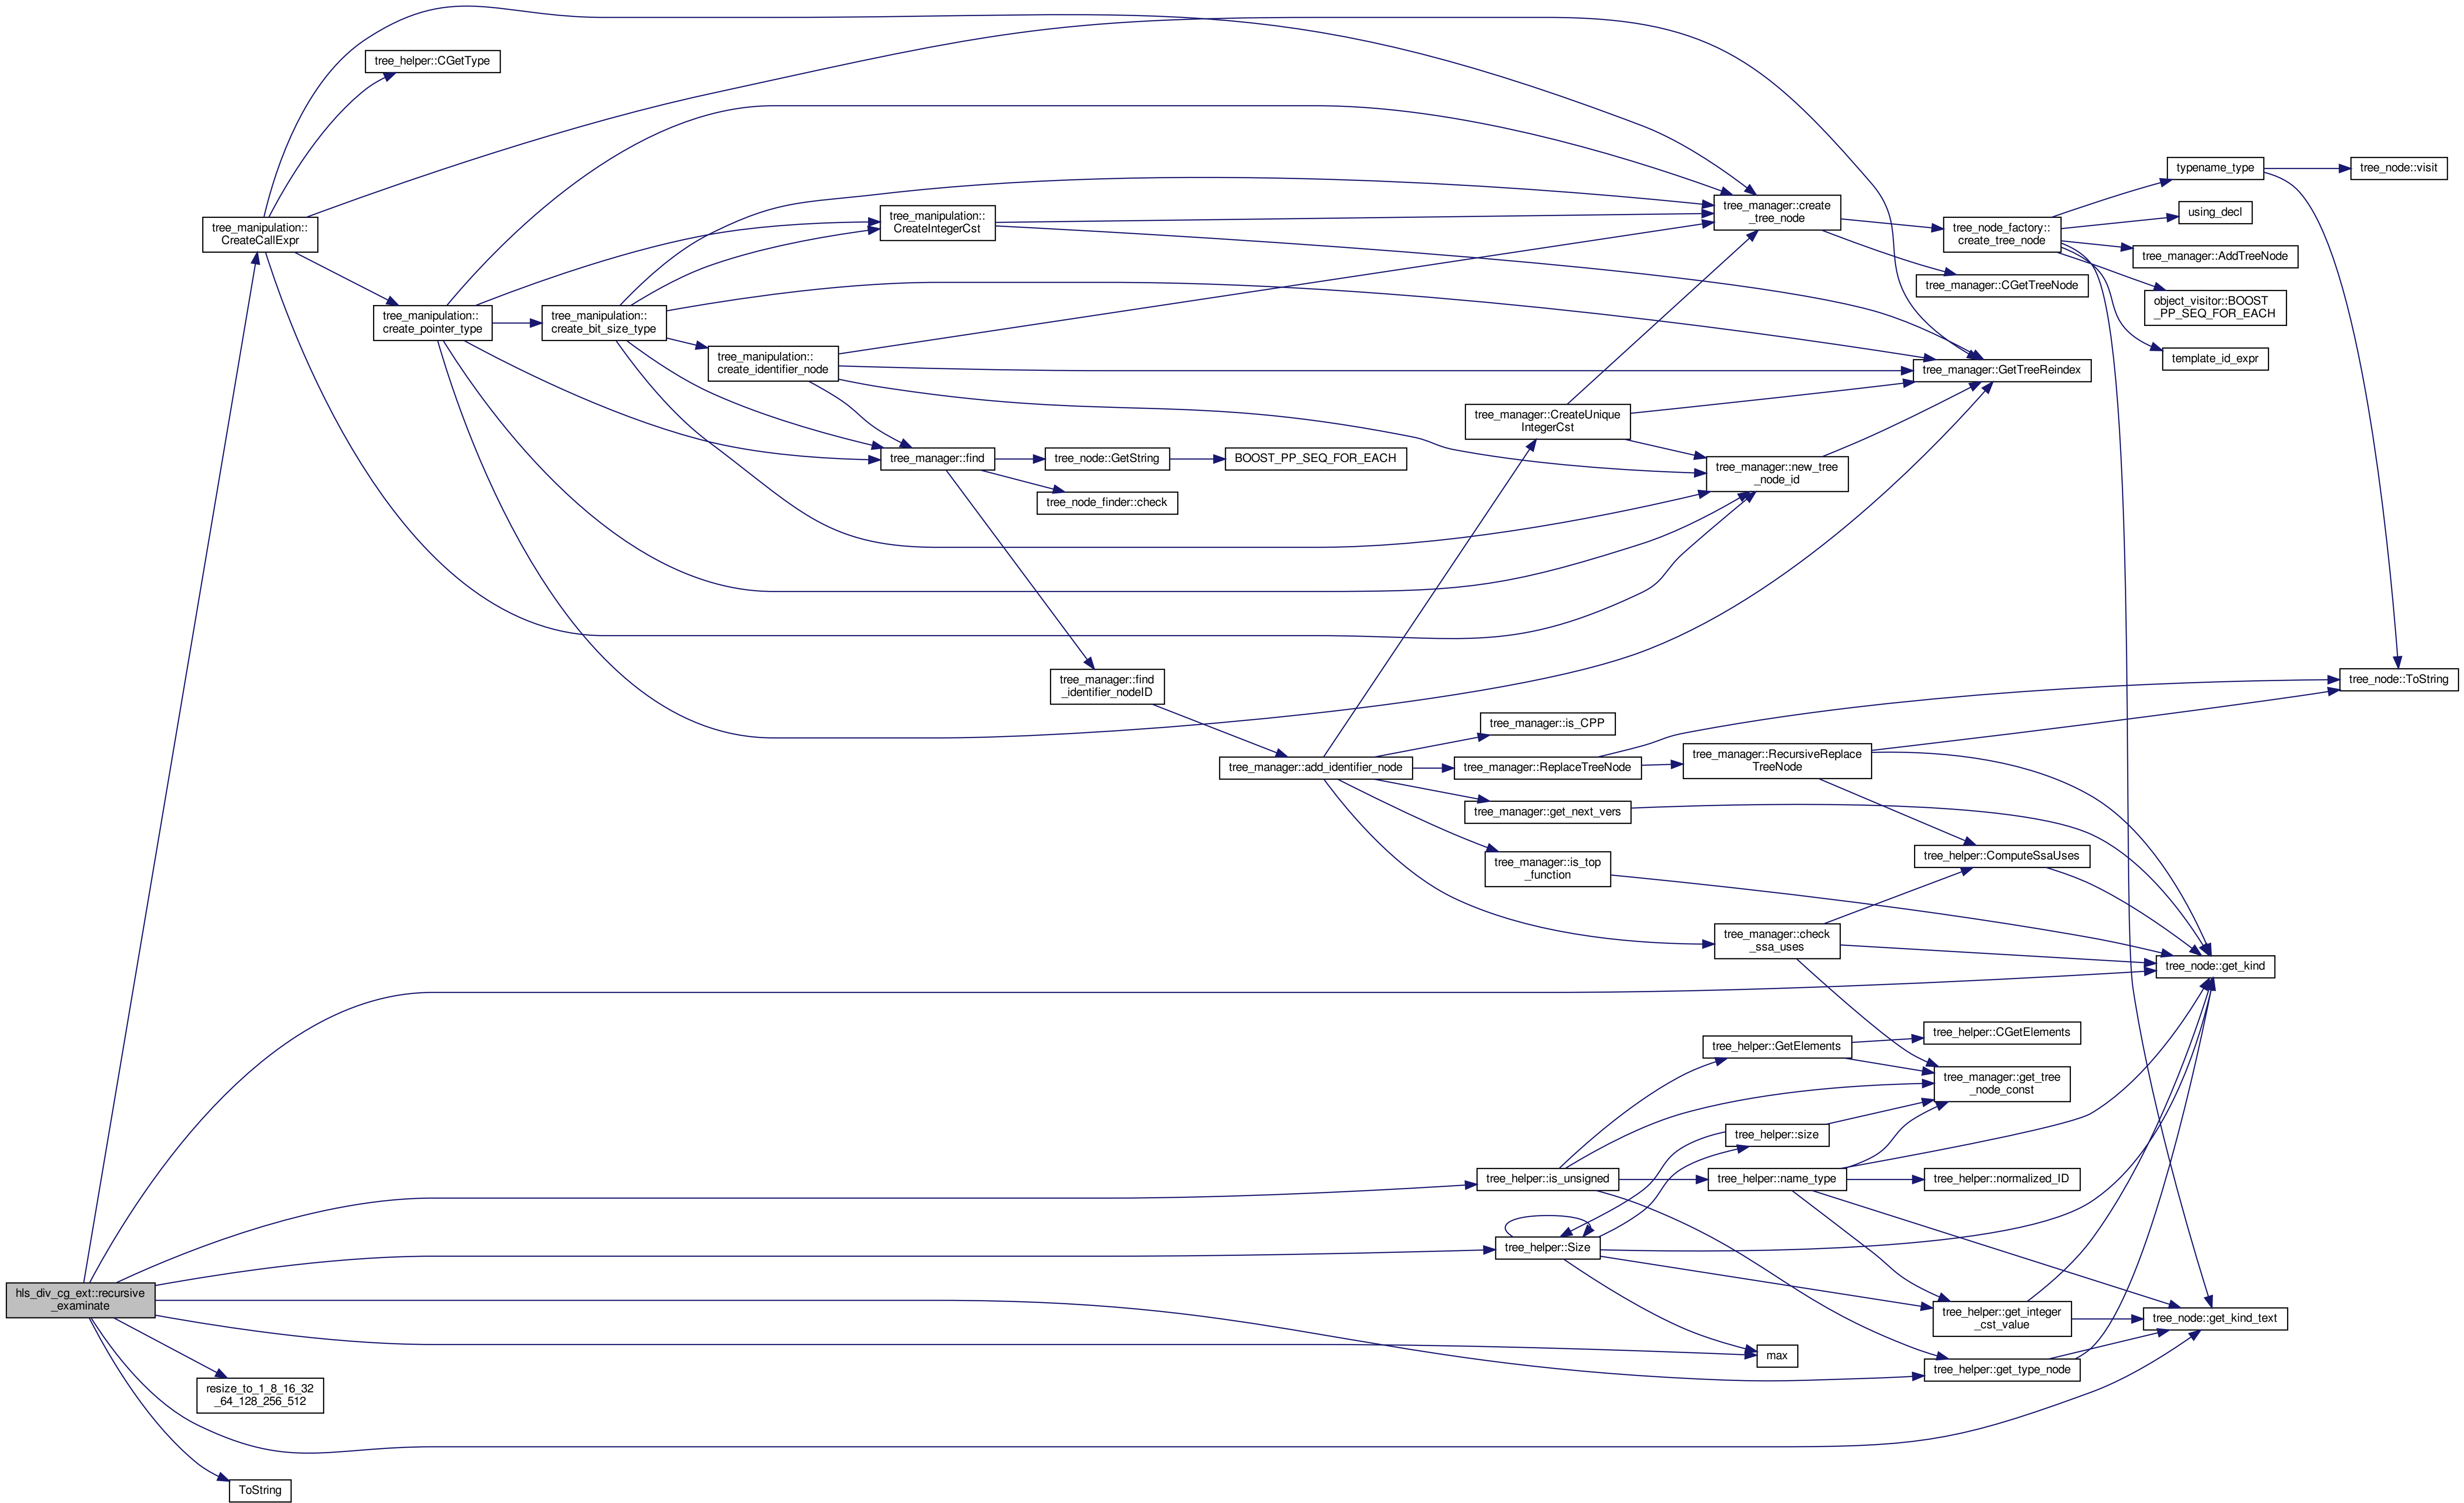 hls_div_cg_ext::recursive
_examinate
tree_manipulation::
CreateCallExpr
tree_helper::CGetType
tree_manipulation::
create_pointer_type
tree_manipulation::
create_bit_size_type
tree_manipulation::
CreateIntegerCst
tree_manipulation::
create_identifier_node
tree_manager::find
tree_node::GetString
BOOST_PP_SEQ_FOR_EACH
tree_node_finder::check
tree_manager::find
_identifier_nodeID
tree_manager::add_identifier_node
tree_manager::CreateUnique
IntegerCst
tree_manager::is_CPP
tree_manager::ReplaceTreeNode
tree_manager::get_next_vers
tree_manager::is_top
_function
tree_manager::create
_tree_node
tree_manager::new_tree
_node_id
tree_manager::RecursiveReplace
TreeNode
tree_manager::check
_ssa_uses
tree_node_factory::
create_tree_node
tree_manager::CGetTreeNode
tree_manager::GetTreeReindex
typename_type
using_decl
tree_manager::AddTreeNode
object_visitor::BOOST
_PP_SEQ_FOR_EACH
template_id_expr
tree_node::visit
tree_node::ToString
tree_helper::ComputeSsaUses
tree_node::get_kind
tree_helper::GetElements
tree_helper::CGetElements
tree_manager::get_tree
_node_const
tree_helper::size
tree_helper::is_unsigned
tree_helper::name_type
tree_helper::normalized_ID
tree_helper::Size
tree_helper::get_integer
_cst_value
tree_node::get_kind_text
max
tree_helper::get_type_node
resize_to_1_8_16_32
_64_128_256_512
ToString